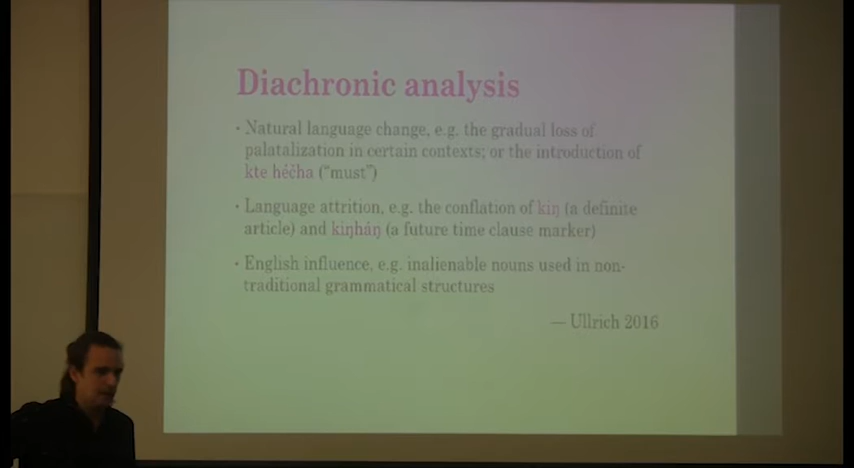 Diachronic analysis
• Natural language change, e.g. the gradual loss of
palatalization in certain contexts; or the introduction of
kte héčha (“must”)
• Language attrition, e.g. the conflation of kiŋ (a definite
article) and kiŋháŋ (a future time clause marker)
• English influence, e.g. inalienable nouns used in non-
traditional grammatical structures
— Ullrich 2016